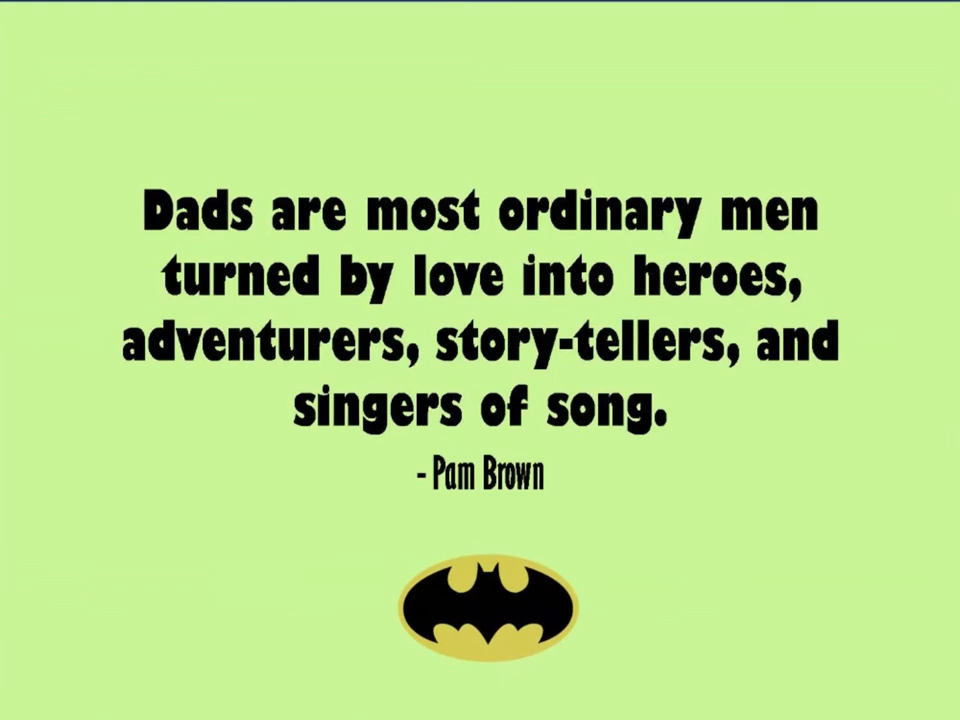 Dads are most ordinary men
turned by love into heroes,
adventurers, story-tellers, and
singers of song.
- Pam Brown